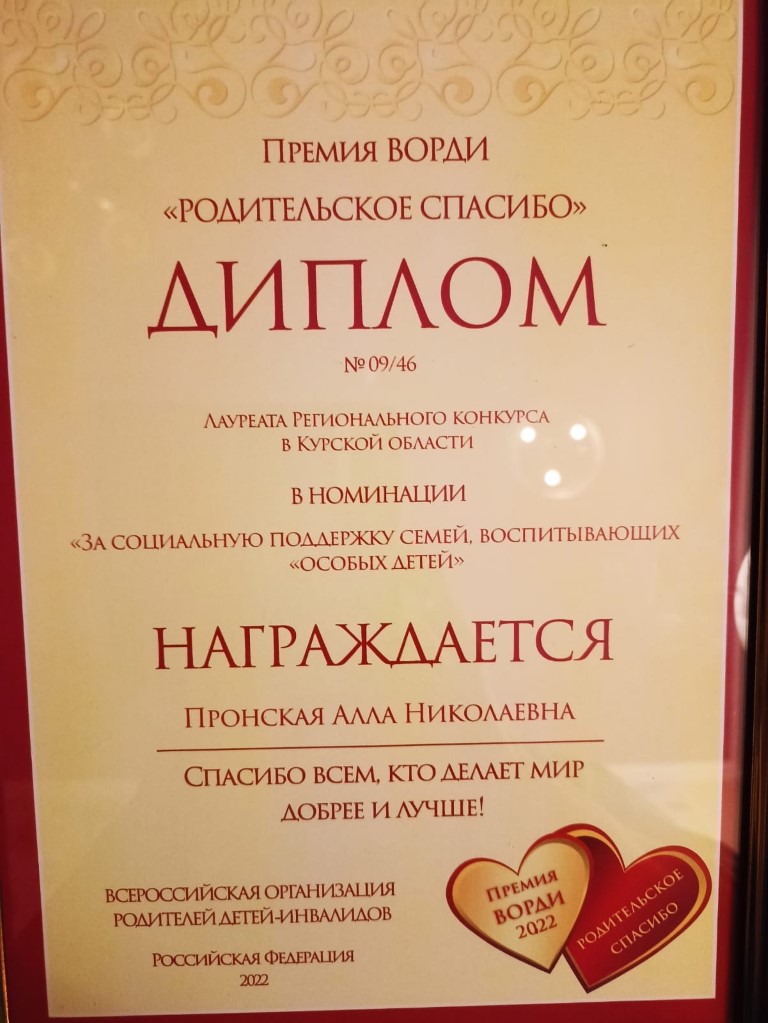 Премия ВОРДИ
«РОДИТЕЛЬСКОЕ СПАСИБО»
ДИПЛОМ
№ 09/46
Лауреата Регионального конкурса
в Курской области
в номинации
«За социальную поддержку семей, воспитывающих
«особых детей»
НАГРАЖДАЕТСЯ
Пронская Алла Николаевна
Спасибо всем, кто делает мир
добрее и лучше!
ВСЕРОССИЙСКАЯ ОРГАНИЗАЦИЯ
РОДИТЕЛЕЙ ДЕТЕЙ-ИНВАЛИДОВ
Российская Федерация
2022
Премия
ВОРДИ
2022
РОДИТЕЛЬСКОЕ
СПАСИБО